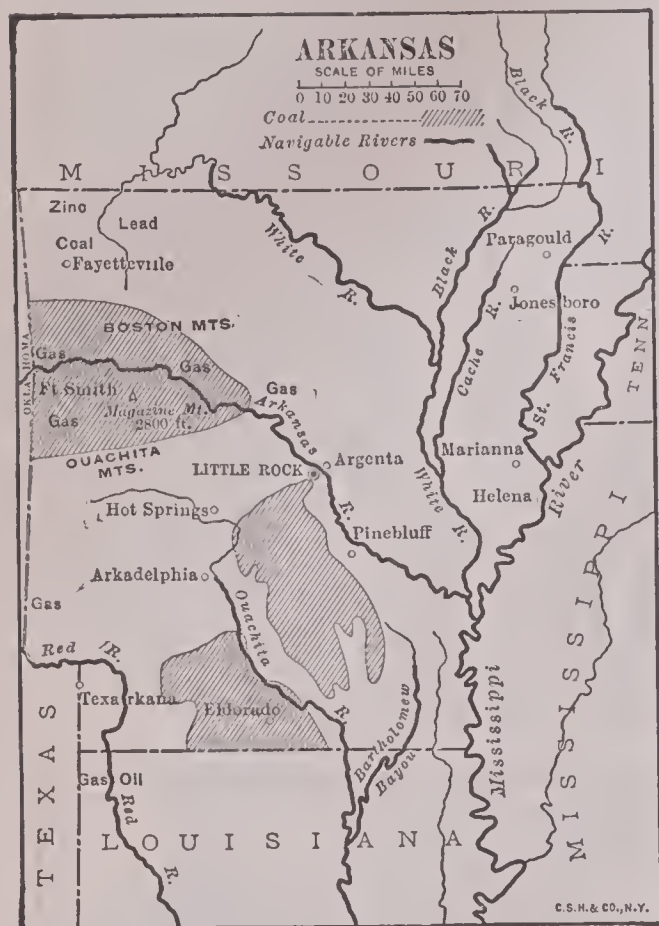 ARKANSAS
SCALE OF MILES
0 10 20 30 40 50 60 70
Coal
Navigable Rivers
Black
R.
MISSOURI
Zinc
Lead
Coal
Fayetteville
White
R.
Black
R.
Paragould
R.
Jonesboro
Cache
R.
St. Francis
TENN.
OKLAHOMA
BOSTON MTS.
Gas
Gas
Ft Smith
Magazine Mt.
2800 ft.
Gas
Gas
Arkansas
R.
OUACHITA
MTS.
LITTLE ROCK
Argenta
Marianna
Helena
River
White
R.
Hot Springs
Pinebluff
Arkadelphia
Ouachita
R.
Gas
Red R.
Texarkana
Eldorado
Bartholomew
Bayou
Mississippi
MISSISSIPPI
TEXAS
Gas Oil
Red
R.
LOUISIANA
C.S.H. & CO., N.Y.